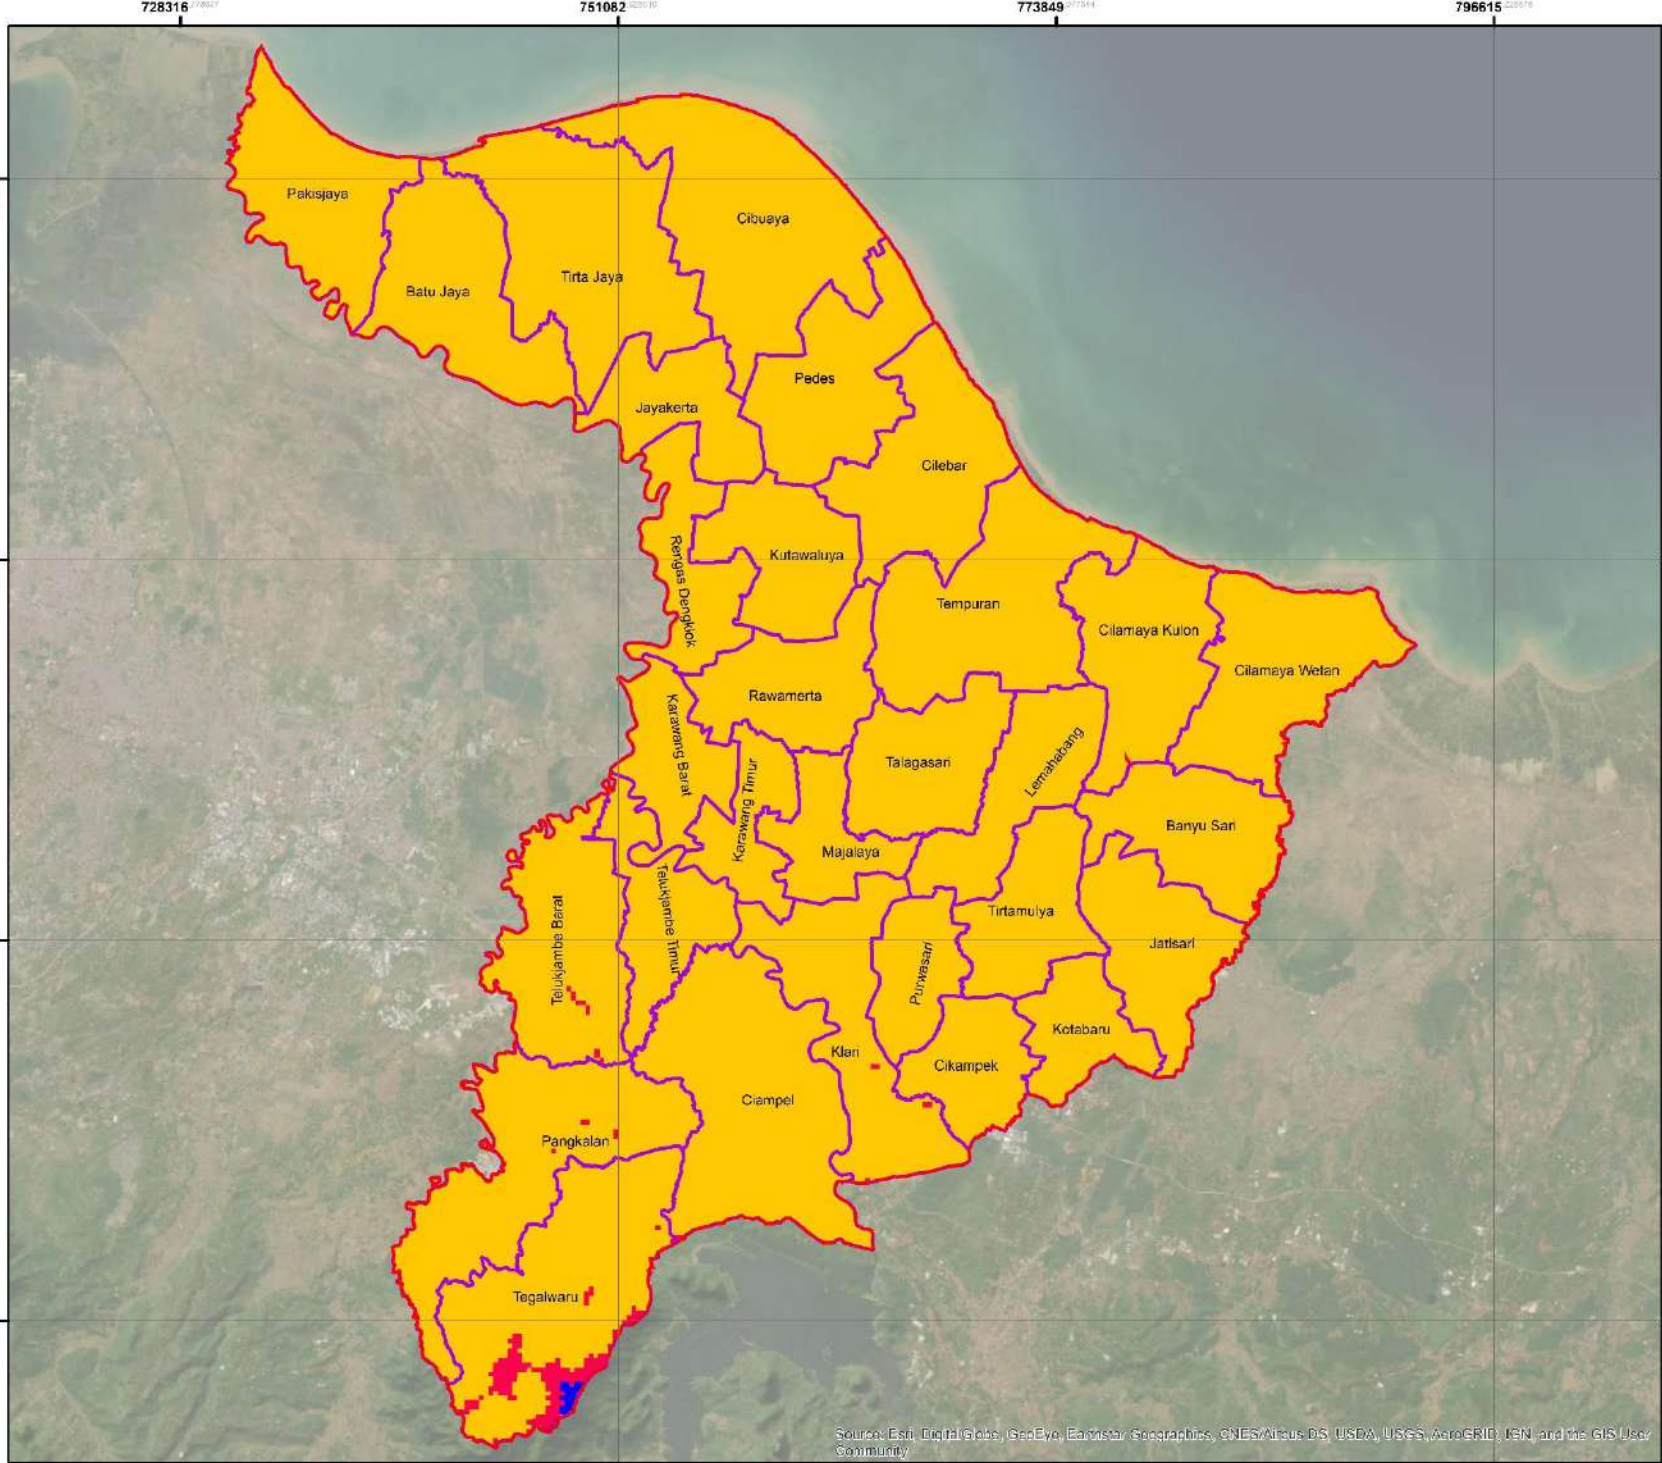 728316
751082
773849
796615
Pakisjaya
Cibuaya
Tirta Jaya
Batu Jaya
Pedes
Jayakerta
Cilebar
Rengas Dengklok
Kutawaluya
Tempuran
Cilamaya Kulon
Cilamaya Wetan
Rawamerta
Karawang Barat
Talagasari
Lemahabang
Karawang Timur
Banyu Sari
Majalaya
Telukjambe Barat
Telukjambe Timur
Tirtamulya
Jatisari
Purwasari
Kotabaru
Klari
Cikampek
Ciampel
Pangkalan
Tegalwaru
Source: Esri, DigitalGlobe, GeoEye, Earthstar Geographics, CNES/Airbus DS, USDA, USGS, AeroGRID, IGN, and the GIS User
Community